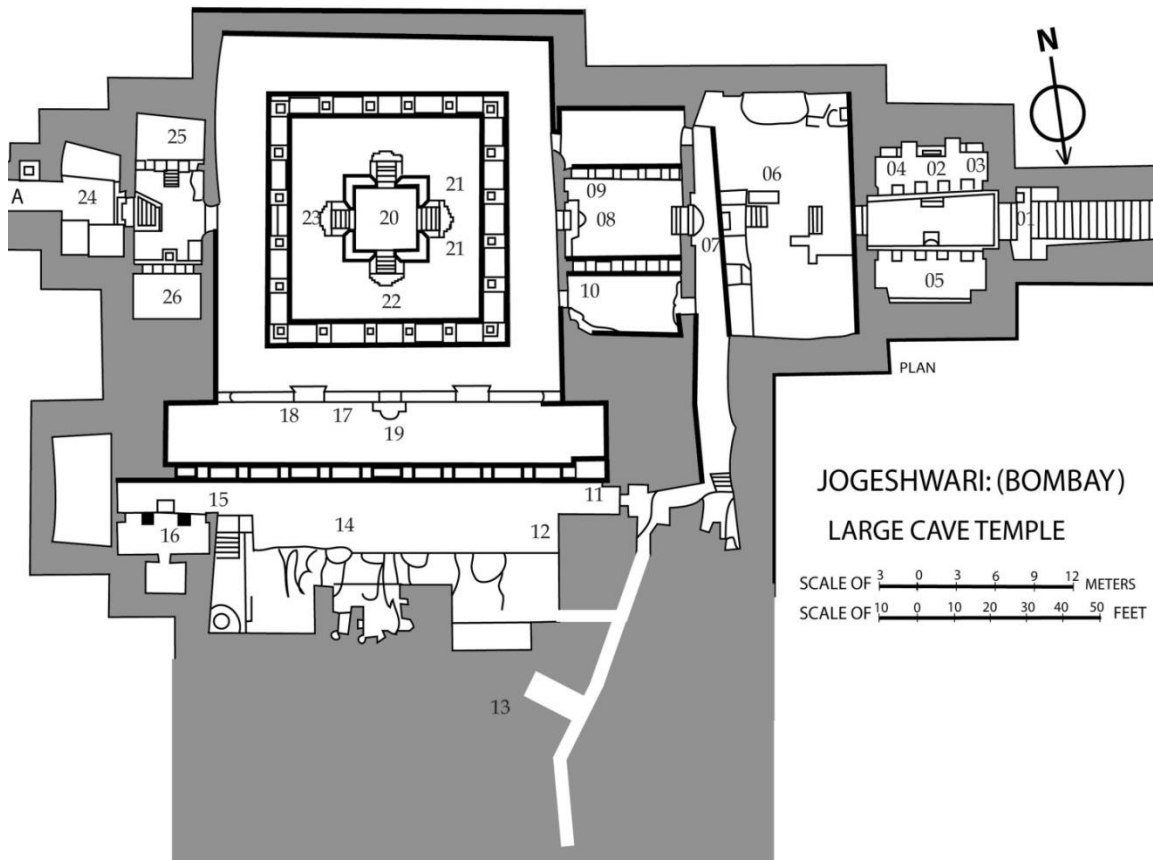 N
25
04 02 03
A
24
21
06
09
23
20
08
01
07
21
05
26
22
10
PLAN
18 17
19
JOGESHWARI: (BOMBAY)
15
11
16
14
12
LARGE CAVE TEMPLE
SCALE OF 3 0 3 6 9 12 METERS
SCALE OF 10 0 10 20 30 40 50 FEET
13